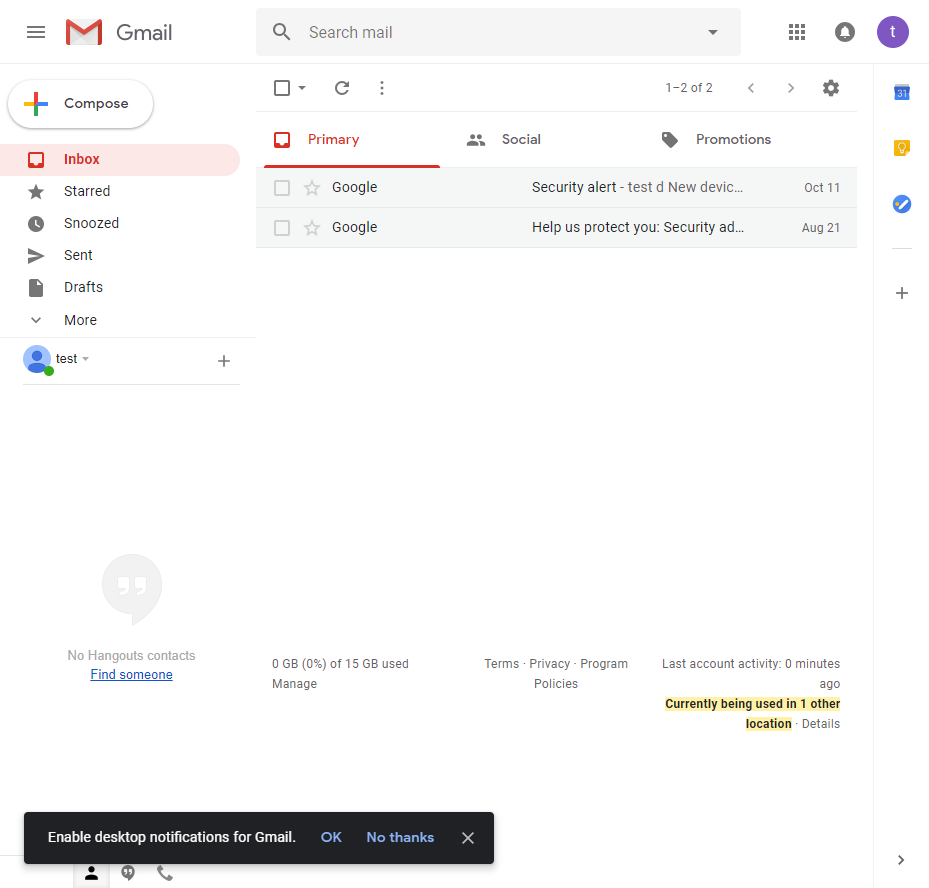 Gmail
Search mail
t
Compose
1–2 of 2
31
Primary
Social
Promotions
Inbox
Google
Security alert - test d New devic...
Oct 11
Starred
Google
Help us protect you: Security ad...
Aug 21
Snoozed
Sent
Drafts
More
test
No Hangouts contacts
Find someone
0 GB (0%) of 15 GB used
Manage
Terms · Privacy · Program
Policies
Last account activity: 0 minutes
ago
Currently being used in 1 other
location · Details
Enable desktop notifications for Gmail.
OK
No thanks